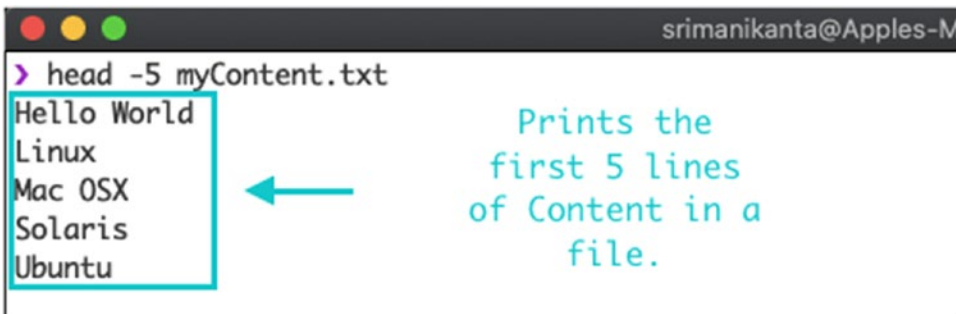 srimanikanta@Apples-M
❯ head -5 myContent.txt
Hello World
Linux
Mac OSX
Solaris
Ubuntu
Prints the
first 5 lines
of Content in a
file.